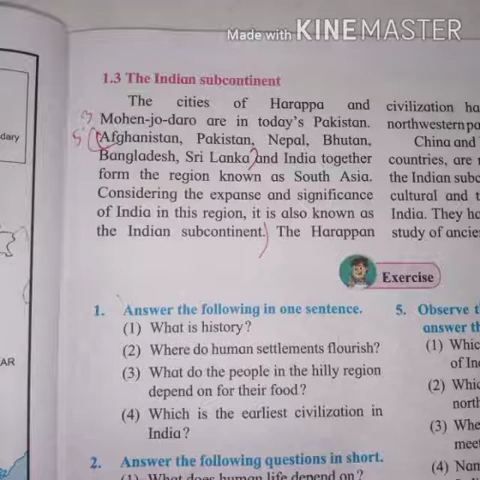 Made with KINEMASTER
1.3 The Indian subcontinent
The cities of Harappa and
Mohen-jo-daro are in today's Pakistan.
Afghanistan, Pakistan, Nepal, Bhutan,
Bangladesh, Sri Lanka and India together
form the region known as South Asia.
Considering the expanse and significance
of India in this region, it is also known as
the Indian subcontinent. The Harappan
civilization ha
northwestern pa
China and
countries, are r
the Indian subc
cultural and t
India. They ha
study of ancie
dary
AR
Exercise
1. Answer the following in one sentence.
(1) What is history?
(2) Where do human settlements flourish?
(3) What do the people in the hilly region
depend on for their food?
(4) Which is the earliest civilization in
India?
2. Answer the following questions in short.
(1) What does human life depend on?
5. Observe t
answer th
(1) Whic
of In
(2) Whic
north
(3) Whe
meet
(4) Nam